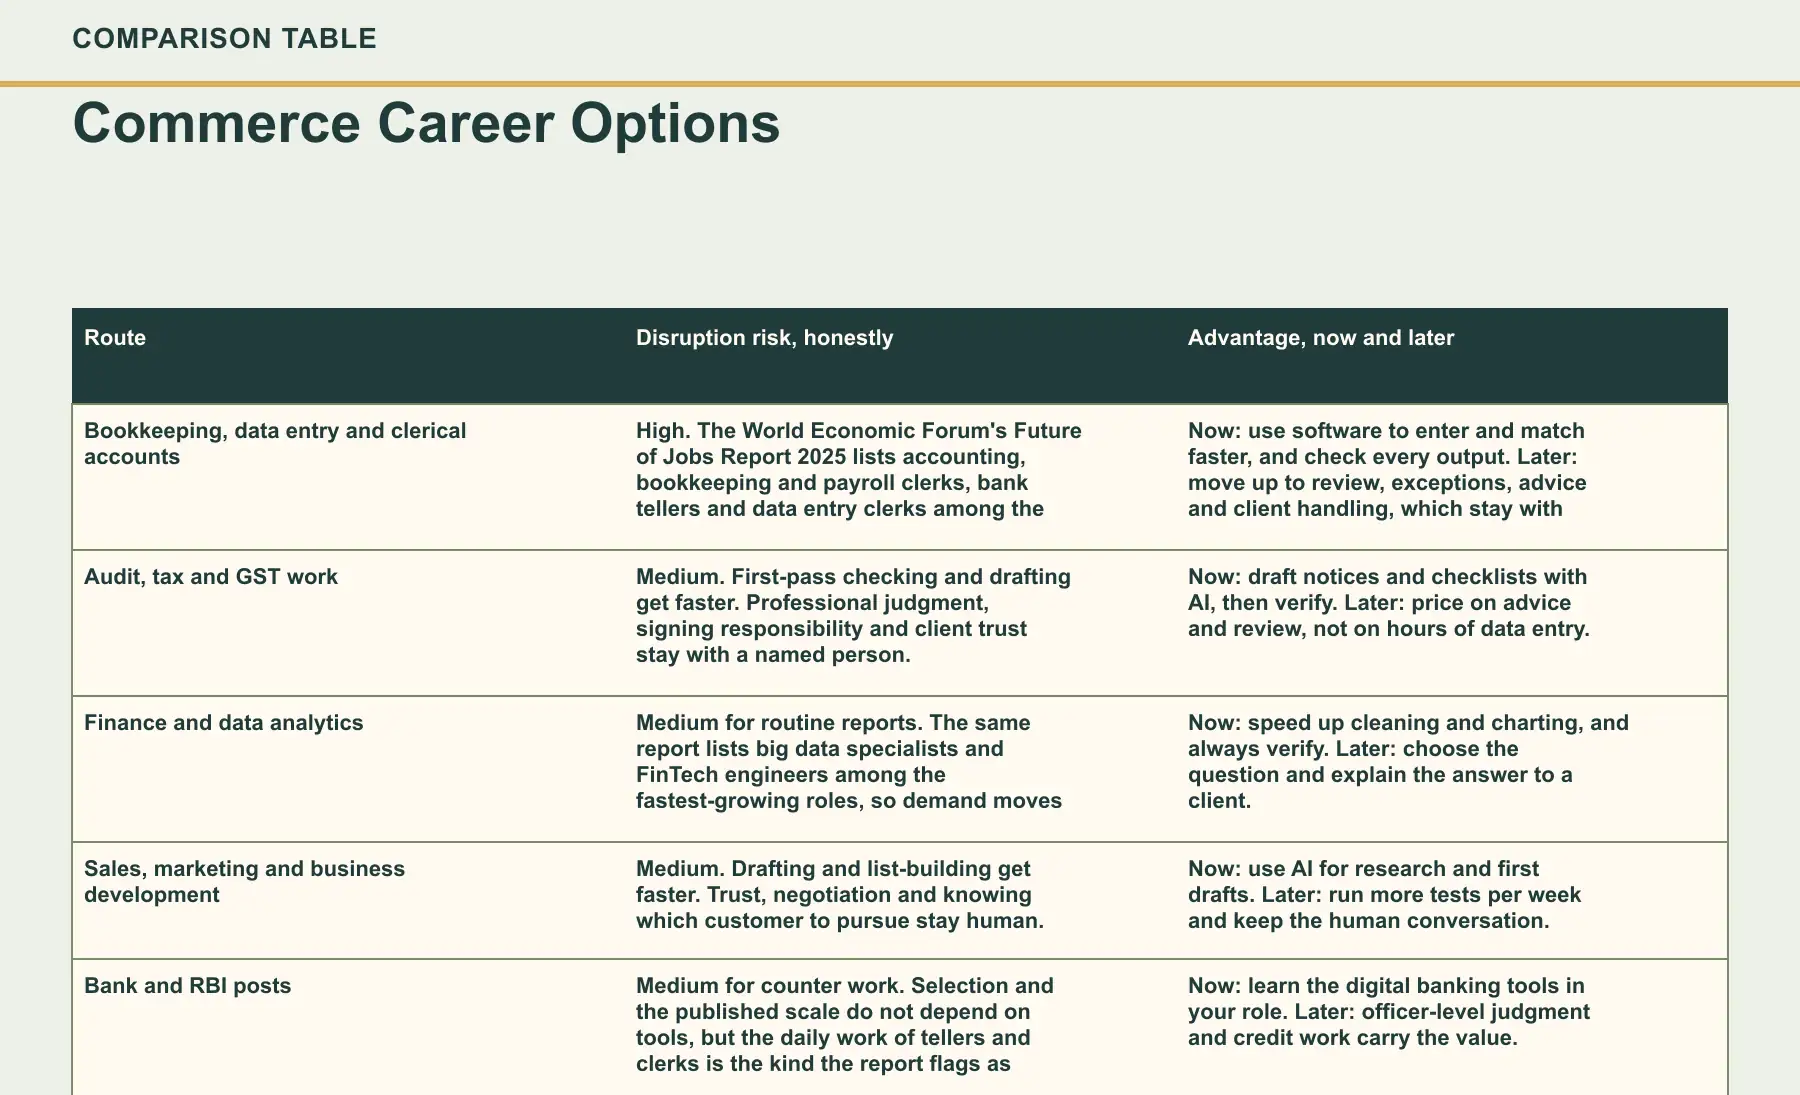 COMPARISON TABLE
Commerce Career Options
Route
Disruption risk, honestly
Advantage, now and later
Bookkeeping, data entry and clerical
accounts
High. The World Economic Forum's Future
of Jobs Report 2025 lists accounting,
bookkeeping and payroll clerks, bank
tellers and data entry clerks among the
Now: use software to enter and match
faster, and check every output. Later:
move up to review, exceptions, advice
and client handling, which stay with
Audit, tax and GST work
Medium. First-pass checking and drafting
get faster. Professional judgment,
signing responsibility and client trust
stay with a named person.
Now: draft notices and checklists with
AI, then verify. Later: price on advice
and review, not on hours of data entry.
Finance and data analytics
Medium for routine reports. The same
report lists big data specialists and
FinTech engineers among the
fastest-growing roles, so demand moves
Now: speed up cleaning and charting, and
always verify. Later: choose the
question and explain the answer to a
client.
Sales, marketing and business
development
Medium. Drafting and list-building get
faster. Trust, negotiation and knowing
which customer to pursue stay human.
Now: use AI for research and first
drafts. Later: run more tests per week
and keep the human conversation.
Bank and RBI posts
Medium for counter work. Selection and
the published scale do not depend on
tools, but the daily work of tellers and
clerks is the kind the report flags as
Now: learn the digital banking tools in
your role. Later: officer-level judgment
and credit work carry the value.